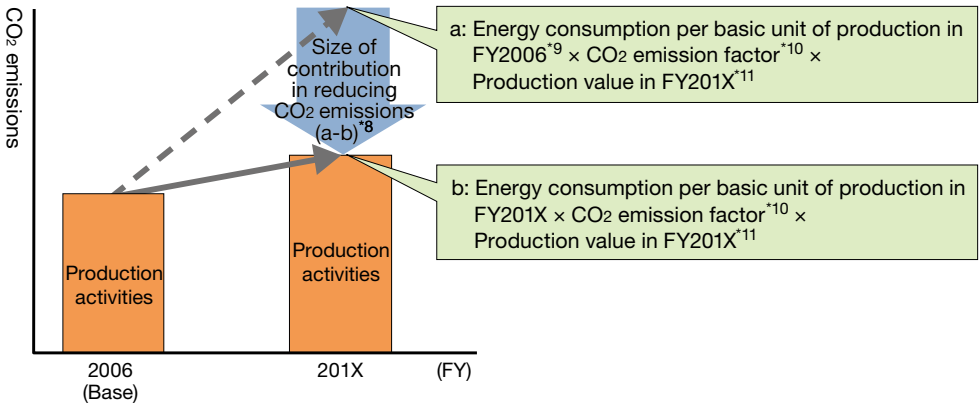 CO2 emissions
Size of
contribution
in reducing
CO2 emissions
(a-b)*8
a: Energy consumption per basic unit of production in
FY2006*9 × CO2 emission factor*10 ×
Production value in FY201X*11
b: Energy consumption per basic unit of production in
FY201X × CO2 emission factor*10 ×
Production value in FY201X*11
Production
activities
Production
activities
2006
(Base)
201X
(FY)